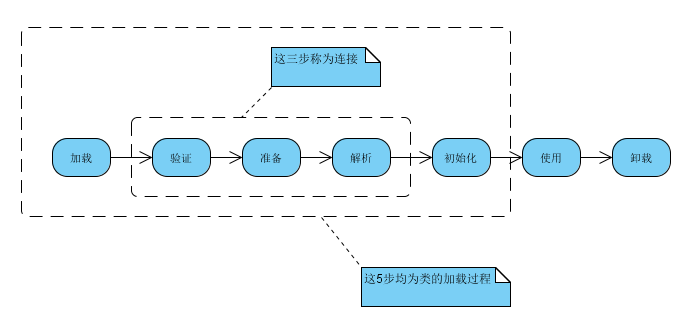 这三步称为连接
加载
验证
准备
解析
初始化
使用
卸载
这5步均为类的加载过程